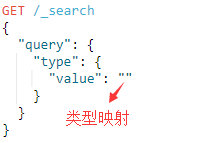 GET /_search
{
  "query": {
    "type": {
      "value": ""
    }
  }
}
类型映射